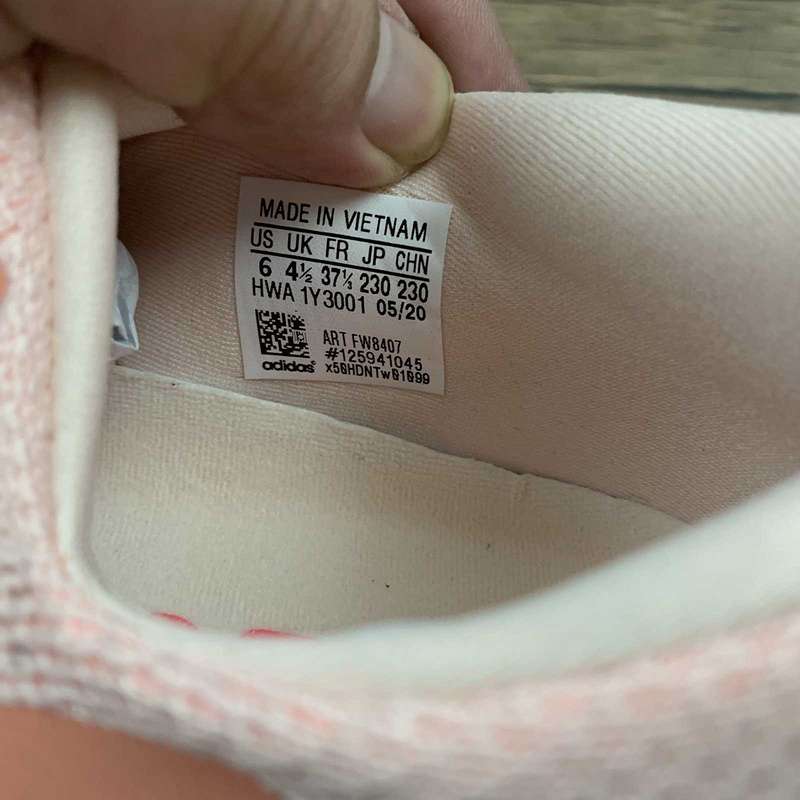 MADE IN VIETNAM
US UK FR JP CHN
6 4½ 37⅓ 230 230
HWA 1Y3001 05/20
ART FW8407
#125941045
adidas x50HDNTw01099